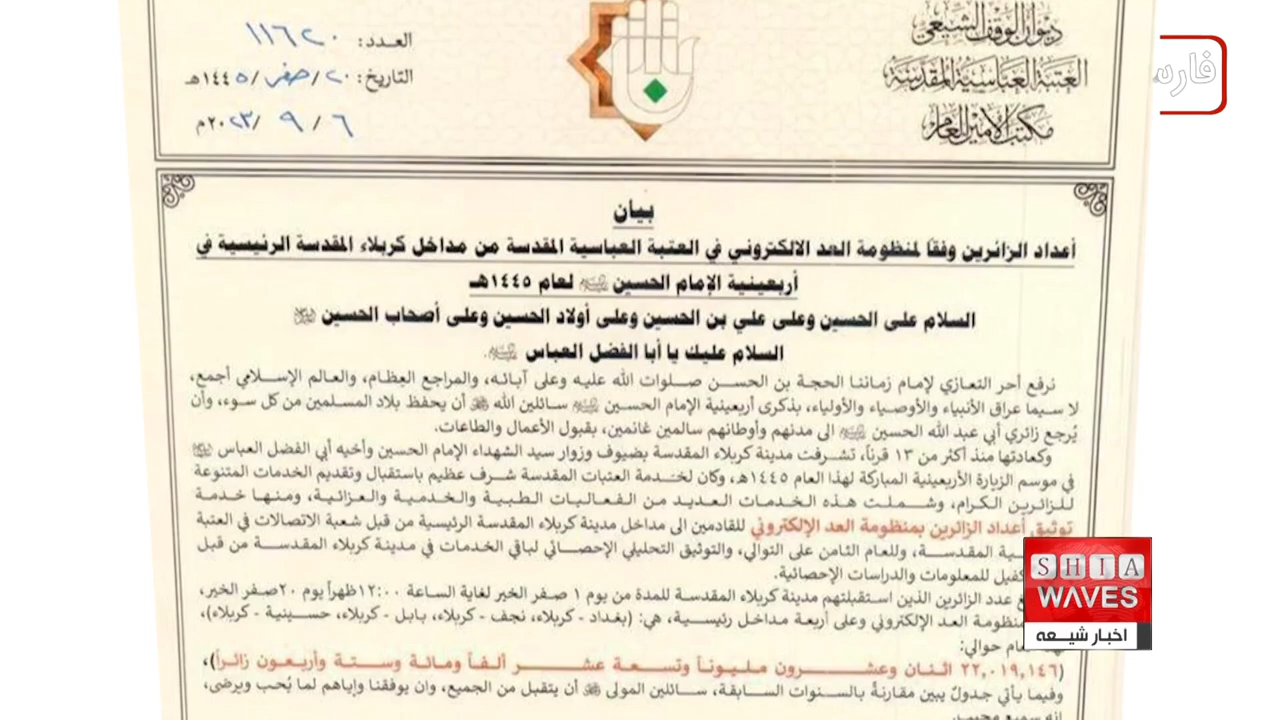 ديوان الوقف الشيعي
العتبة العباسية المقدسة
مكتب الأمين العام
العدد: ١١٦٢٠
التاريخ: ٢٠/صفر/١٤٤٥هـ
٦ / ٩ /٢٠٢٣م
فارس
بيان
أعداد الزائرين وفقاً لمنظومة العد الالكتروني في العتبة العباسية المقدسة من مداخل كربلاء المقدسة الرئيسية في
أربعينية الإمام الحسين لعام ١٤٤٥هـ
السلام على الحسين وعلى علي بن الحسين وعلى أولاد الحسين وعلى أصحاب الحسين
السلام عليك يا أبا الفضل العباس .
نرفع أحر التعازي لإمام زماننا الحجة بن الحسن صلوات الله عليه وعلى آبائه، والمراجع العِظام، والعالم الإسلامي أجمع،
لا سيما عراق الأنبياء والأوصياء والأولياء، بذكرى أربعينية الإمام الحسين سائلين الله أن يحفظ بلاد المسلمين من كل سوء، وأن
يُرجع زائري أبي عبد الله الحسين الى مدنهم وأوطانهم سالمين غانمين، بقبول الأعمال والطاعات.
وكعادتها منذ أكثر من ١٣ قرناً، تشرفت مدينة كربلاء المقدسة بضيوف وزوار سيد الشهداء الإمام الحسين وأخيه أبي الفضل العباس
في موسم الزيارة الأربعينية المباركة لهذا العام ١٤٤٥هـ، وكان لخدمة العتبات المقدسة شرف عظيم باستقبال وتقديم الخدمات المتنوعة
للزائرين الكرام، وشملت هذه الخدمات العديد من الفعاليات الطبية والخدمية والعزائية، ومنها خدمة
توثيق أعداد الزائرين بمنظومة العد الإلكتروني للقادمين الى مداخل مدينة كربلاء المقدسة الرئيسية من قبل شعبة الاتصالات في العتبة
ية المقدسة، وللعام الثامن على التوالي، والتوثيق التحليلي الإحصائي لباقي الخدمات في مدينة كربلاء المقدسة من قبل
كفيل للمعلومات والدراسات الإحصائية.
عدد الزائرين الذين استقبلتهم مدينة كربلاء المقدسة للمدة من يوم ١ صفر الخير لغاية الساعة ١٢:٠٠ظهراً يوم ٢٠صفر الخير،
منظومة العد الإلكتروني وعلى أربعة مداخل رئيسية، هي: (بغداد - كربلاء، نجف - كربلاء، بابل - كربلاء، حسينية - كربلاء)،
حوالي:
(٢٢,٠١٩,١٤٦ اثنان وعشرون مليوناً وتسعة عشر ألفاً ومائة وستة وأربعون زائراً)،
وفيما يأتي جدولٌ يبين مقارنةً بالسنوات السابقة، سائلين المولى أن يتقبل من الجميع، وان يوفقنا وإياهم لما يُحب ويرضى،
إنه سميع مجيب.
SHIA
WAVES
اخبار شیعه